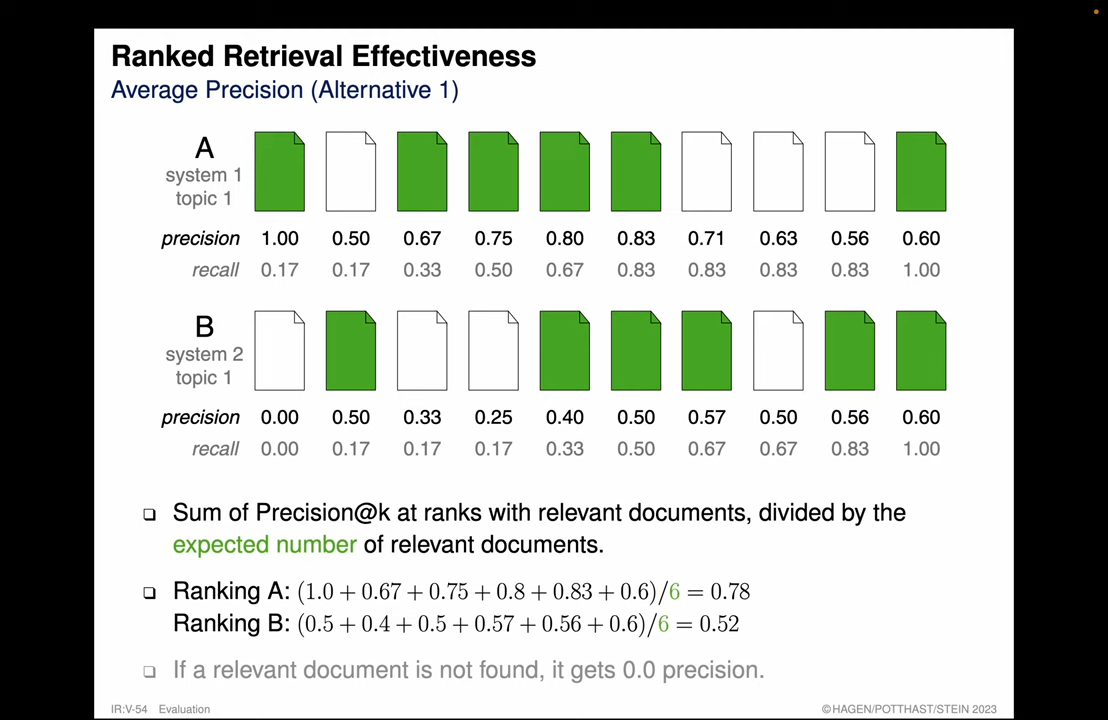 Ranked Retrieval Effectiveness
Average Precision (Alternative 1)
A
system 1
topic 1
precision 1.00 0.50 0.67 0.75 0.80 0.83 0.71 0.63 0.56 0.60
recall 0.17 0.17 0.33 0.50 0.67 0.83 0.83 0.83 0.83 1.00
B
system 2
topic 1
precision 0.00 0.50 0.33 0.25 0.40 0.50 0.57 0.50 0.56 0.60
recall 0.00 0.17 0.17 0.17 0.33 0.50 0.67 0.67 0.83 1.00
❑ Sum of Precision@k at ranks with relevant documents, divided by the
expected number of relevant documents.
❑ Ranking A: (1.0 + 0.67 + 0.75 + 0.8 + 0.83 + 0.6)/6 = 0.78
Ranking B: (0.5 + 0.4 + 0.5 + 0.57 + 0.56 + 0.6)/6 = 0.52
❑ If a relevant document is not found, it gets 0.0 precision.
IR:V-54 Evaluation ©HAGEN/POTTHAST/STEIN 2023